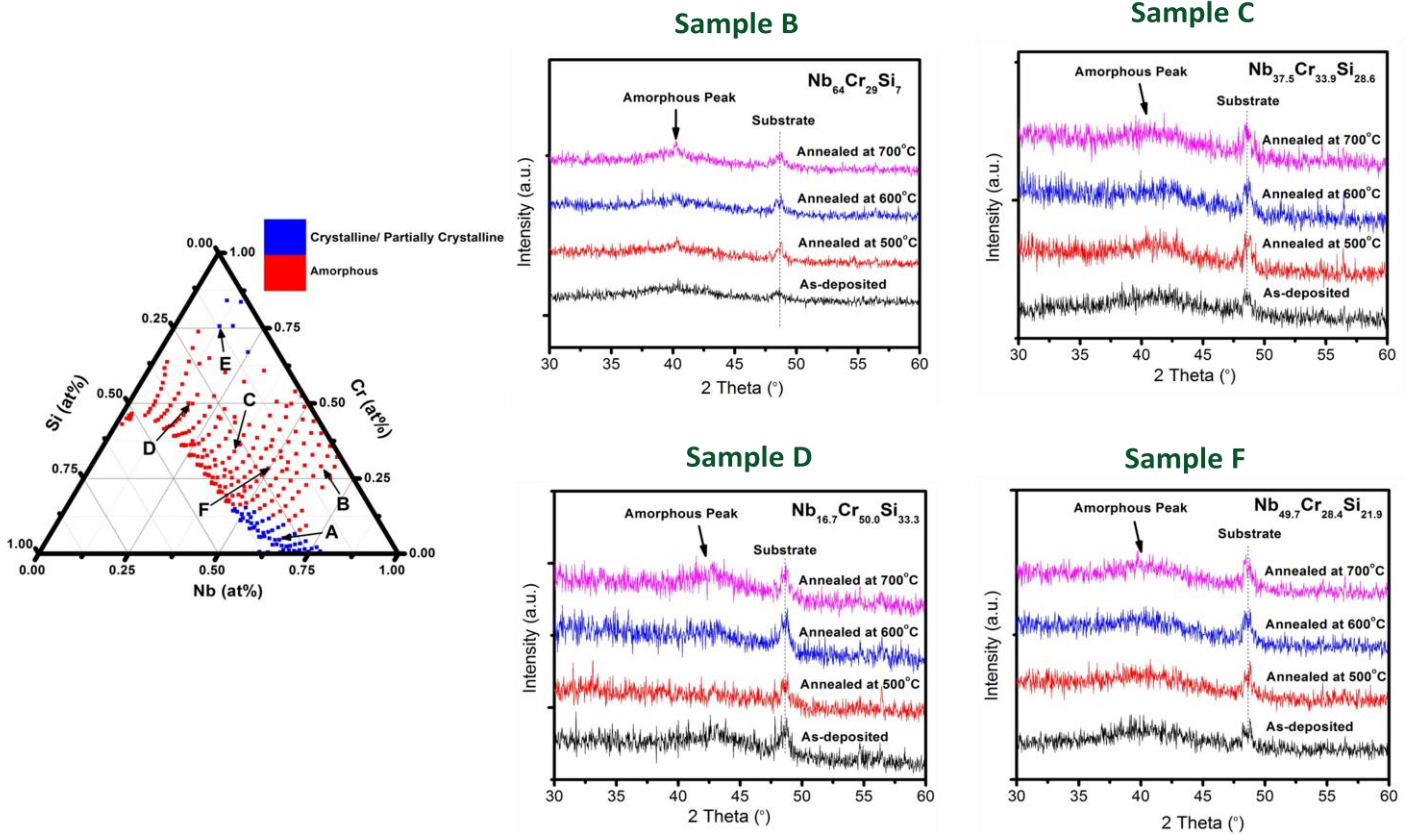 Sample B
Sample C
Nb64Cr29Si7
Amorphous Peak
Substrate
Annealed at 700°C
Annealed at 600°C
Annealed at 500°C
As-deposited
Intensity (a.u.)
30 35 40 45 50 55 60
2 Theta (°)
Nb37.5Cr33.9Si28.6
Amorphous Peak
Substrate
Annealed at 700°C
Annealed at 600°C
Annealed at 500°C
As-deposited
Intensity (a.u.)
30 35 40 45 50 55 60
2 Theta (°)
Crystalline/ Partially Crystalline
Amorphous
0.00
1.00
0.25
0.75
E
Si (at%)
Cr (at%)
0.50
C
0.50
D
0.75
0.25
F
B
A
1.00
0.00
0.00 0.25 0.50 0.75 1.00
Nb (at%)
Sample D
Sample F
Nb16.7Cr50.0Si33.3
Amorphous Peak
Substrate
Annealed at 700°C
Annealed at 600°C
Annealed at 500°C
As-deposited
Intensity (a.u.)
30 35 40 45 50 55 60
2 Theta (°)
Nb49.7Cr28.4Si21.9
Amorphous Peak
Substrate
Annealed at 700°C
Annealed at 600°C
Annealed at 500°C
As-deposited
Intensity (a.u.)
30 35 40 45 50 55 60
2 Theta (°)